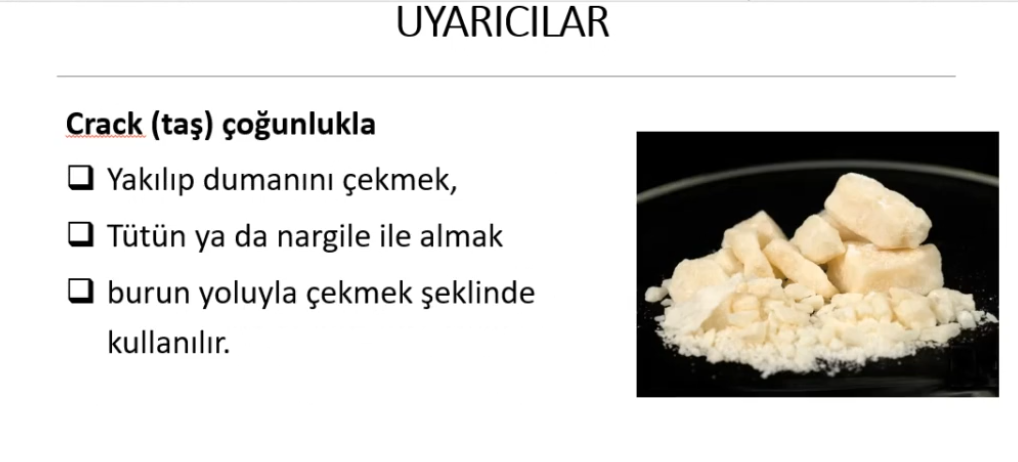 UYARICILAR
Crack (taş) çoğunlukla
Yakılıp dumanını çekmek,
Tütün ya da nargile ile almak
burun yoluyla çekmek şeklinde
kullanılır.